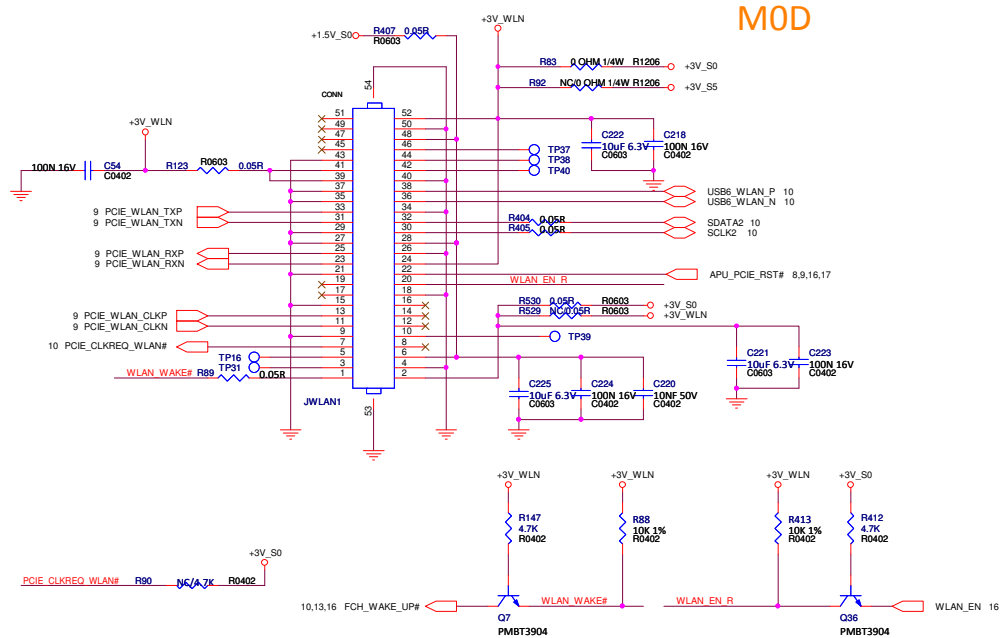 M0D
+3V_WLN
+1.5V_S0 R407 0.05R
R0603
R83 0 OHM 1/4W R1206 +3V_S0
R92 NC/0 OHM 1/4W R1206 +3V_S5
54
CONN
51 52
49 50
47 48
45 46
43 44
41 42
39 40
37 38
35 36
33 34
31 32
29 30
27 28
25 26
23 24
21 22
19 20
17 18
15 16
13 14
11 12
9 10
7 8
5 6
3 4
1 2
JWLAN1
53
+3V_WLN
100N 16V C54 C0402
R123 R0603 0.05R
9 PCIE_WLAN_TXP
9 PCIE_WLAN_TXN
9 PCIE_WLAN_RXP
9 PCIE_WLAN_RXN
9 PCIE_WLAN_CLKP
9 PCIE_WLAN_CLKN
10 PCIE_CLKREQ_WLAN#
TP16
TP31
WLAN_WAKE# R89 0.05R
C222 10uF 6.3V C0603
C218 100N 16V C0402
TP37
TP38
TP40
USB6_WLAN_P 10
USB6_WLAN_N 10
R404 0.05R SDATA2 10
R405 0.05R SCLK2 10
APU_PCIE_RST# 8,9,16,17
WLAN_EN_R
R530 0.05R R0603 +3V_S0
R529 NC/0.05R R0603 +3V_WLN
TP39
C221 10uF 6.3V C0603
C223 100N 16V C0402
C225 10uF 6.3V C0603
C224 100N 16V C0402
C220 10NF 50V C0402
+3V_S0
PCIE_CLKREQ_WLAN# R90 NC/4.7K R0402
+3V_WLN
R147 4.7K R0402
+3V_WLN
R88 10K 1% R0402
10,13,16 FCH_WAKE_UP#
WLAN_WAKE#
Q7
PMBT3904
+3V_WLN
R413 10K 1% R0402
+3V_S0
R412 4.7K R0402
WLAN_EN_R
Q36
PMBT3904
WLAN_EN 16